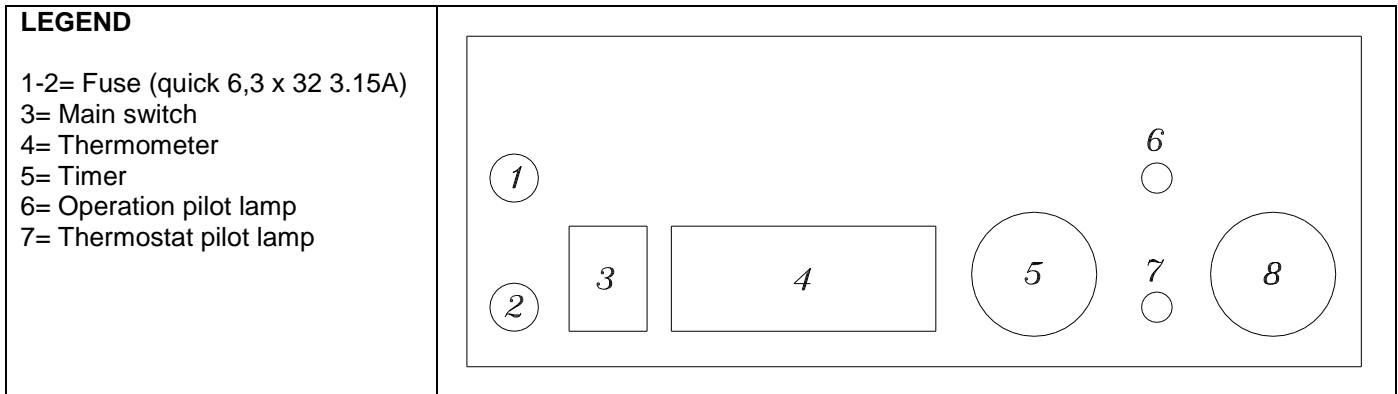 LEGEND
1-2= Fuse (quick 6,3 x 32 3.15A)
3= Main switch
4= Thermometer
5= Timer
6= Operation pilot lamp
7= Thermostat pilot lamp
6
1
7
3 4 5 8
2